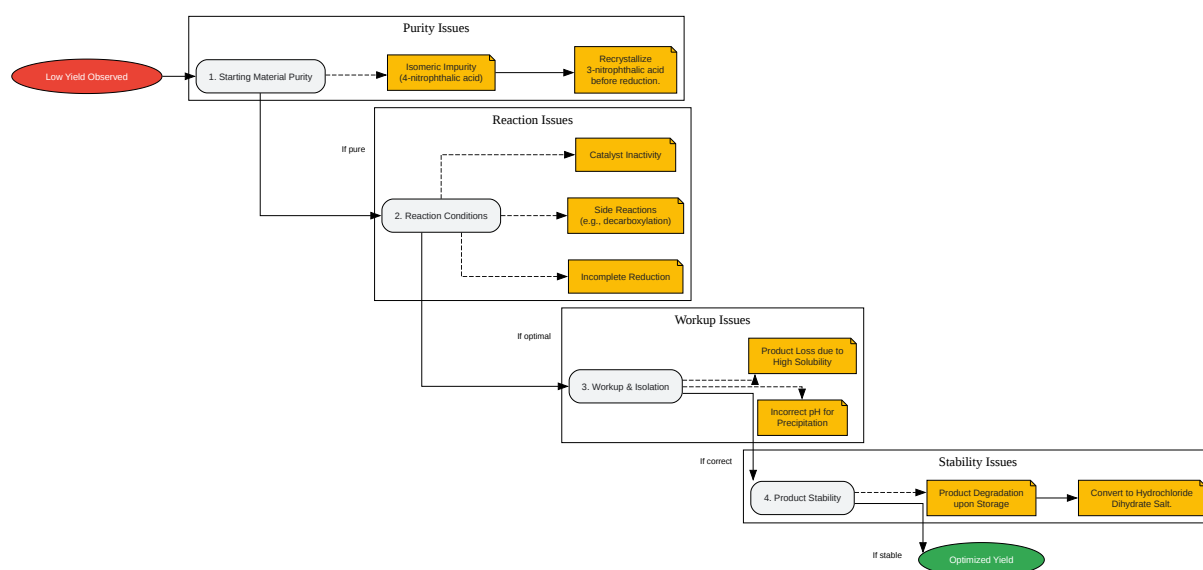 Purity Issues
Low Yield Observed
1. Starting Material Purity
Isomeric Impurity
(4-nitrophthalic acid)
Recrystallize
3-nitrophthalic acid
before reduction.
Reaction Issues
If pure
Catalyst Inactivity
2. Reaction Conditions
Side Reactions
(e.g., decarboxylation)
Incomplete Reduction
Workup Issues
If optimal
Product Loss due to
High Solubility
3. Workup & Isolation
Incorrect pH for
Precipitation
If correct
Stability Issues
4. Product Stability
Product Degradation
upon Storage
Convert to Hydrochloride
Dihydrate Salt.
If stable
Optimized Yield